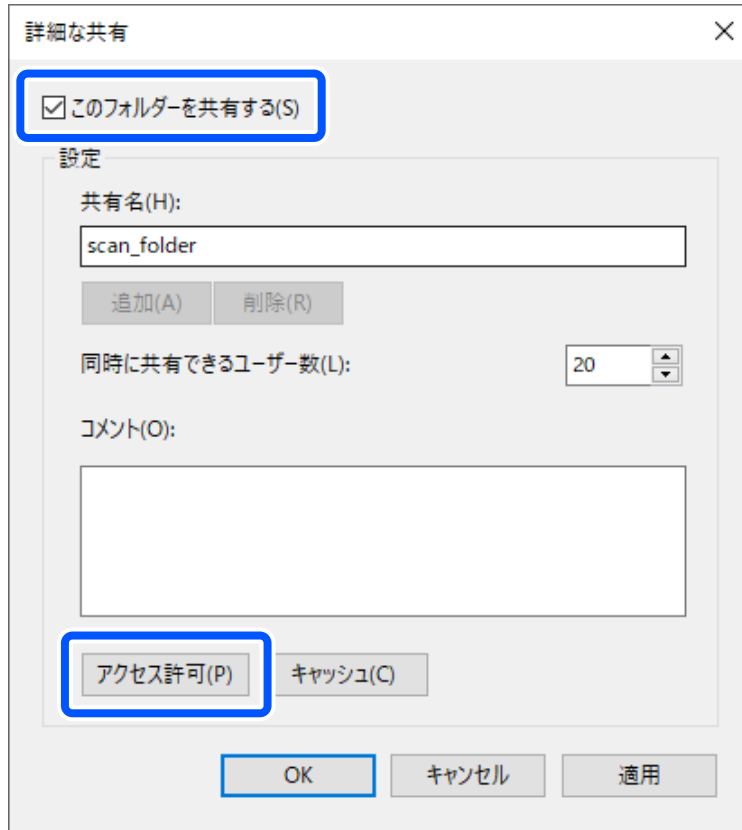 詳細な共有
このフォルダーを共有する(S)
設定
共有名(H):
scan_folder
追加(A) 削除(R)
同時に共有できるユーザー数(L): 20
コメント(O):
アクセス許可(P) キャッシュ(C)
OK キャンセル 適用